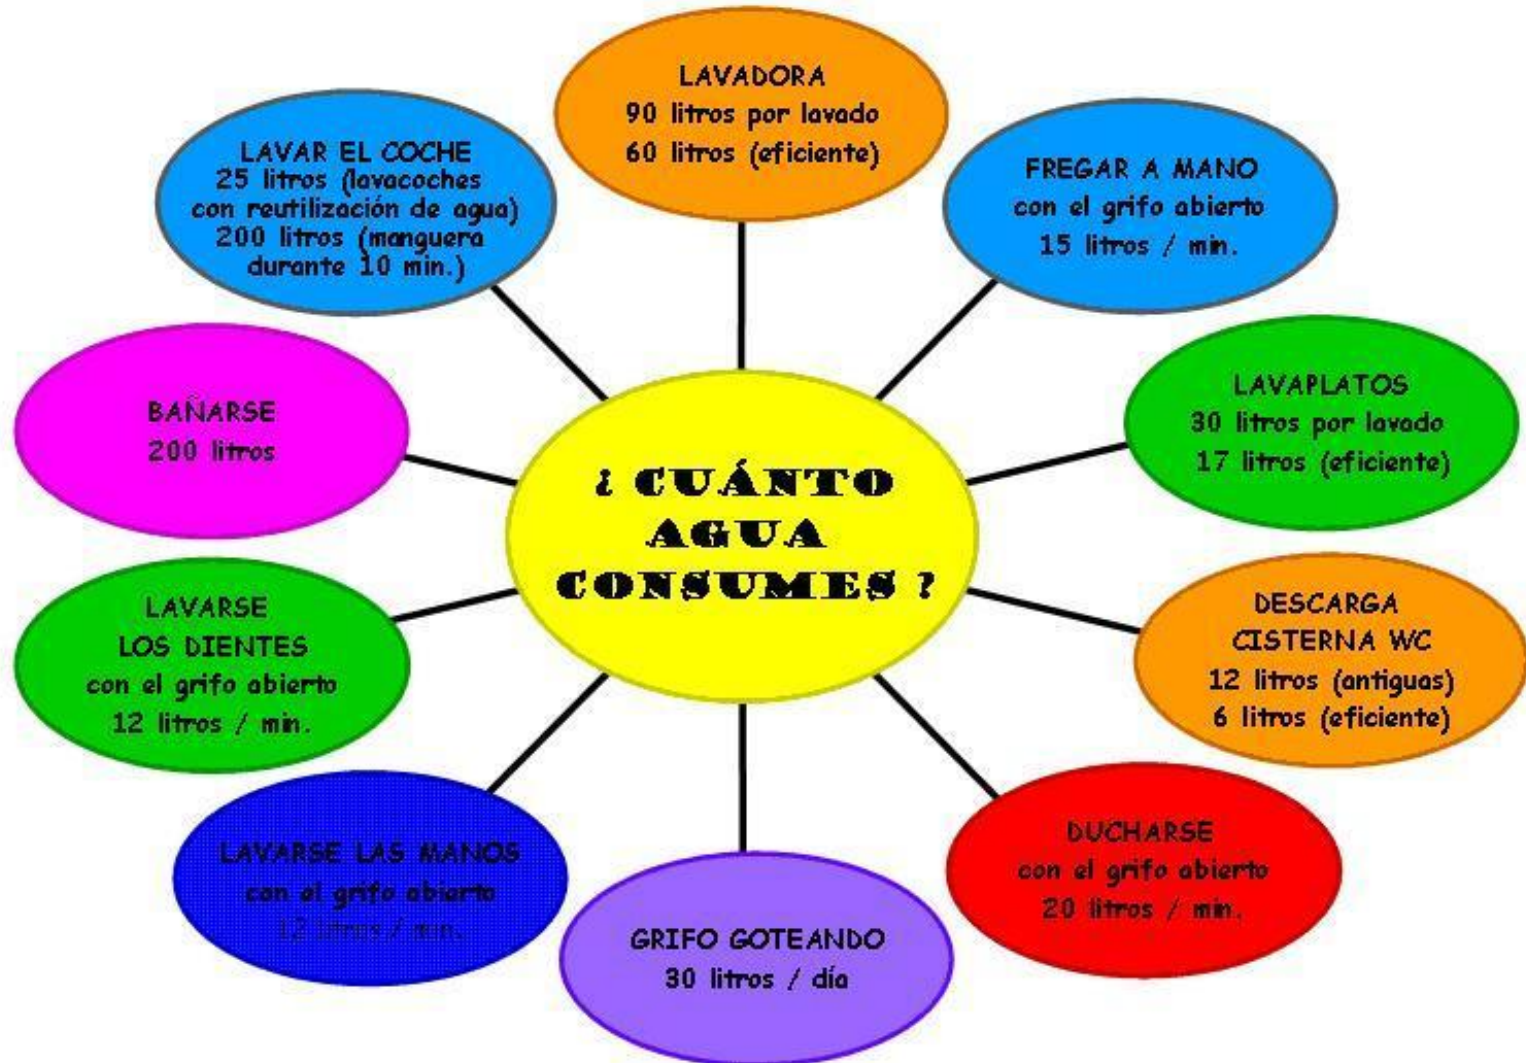 ¿ CUÁNTO
AGUA
CONSUMES ?
LAVADORA
90 litros por lavado
60 litros (eficiente)
FREGAR A MANO
con el grifo abierto
15 litros / min.
LAVAPLATOS
30 litros por lavado
17 litros (eficiente)
DESCARGA
CISTERNA WC
12 litros (antiguas)
6 litros (eficiente)
DUCHARSE
con el grifo abierto
20 litros / min.
GRIFO GOTEANDO
30 litros / día
LAVARSE LAS MANOS
con el grifo abierto
12 litros / min.
LAVARSE
LOS DIENTES
con el grifo abierto
12 litros / min.
BAÑARSE
200 litros
LAVAR EL COCHE
25 litros (lavacoches
con reutilización de agua)
200 litros (manguera
durante 10 min.)